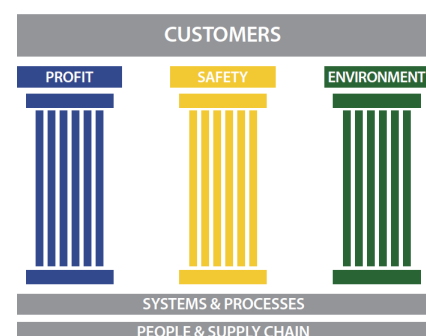 CUSTOMERS
PROFIT
SAFETY
ENVIRONMENT
SYSTEMS & PROCESSES
PEOPLE & SUPPLY CHAIN